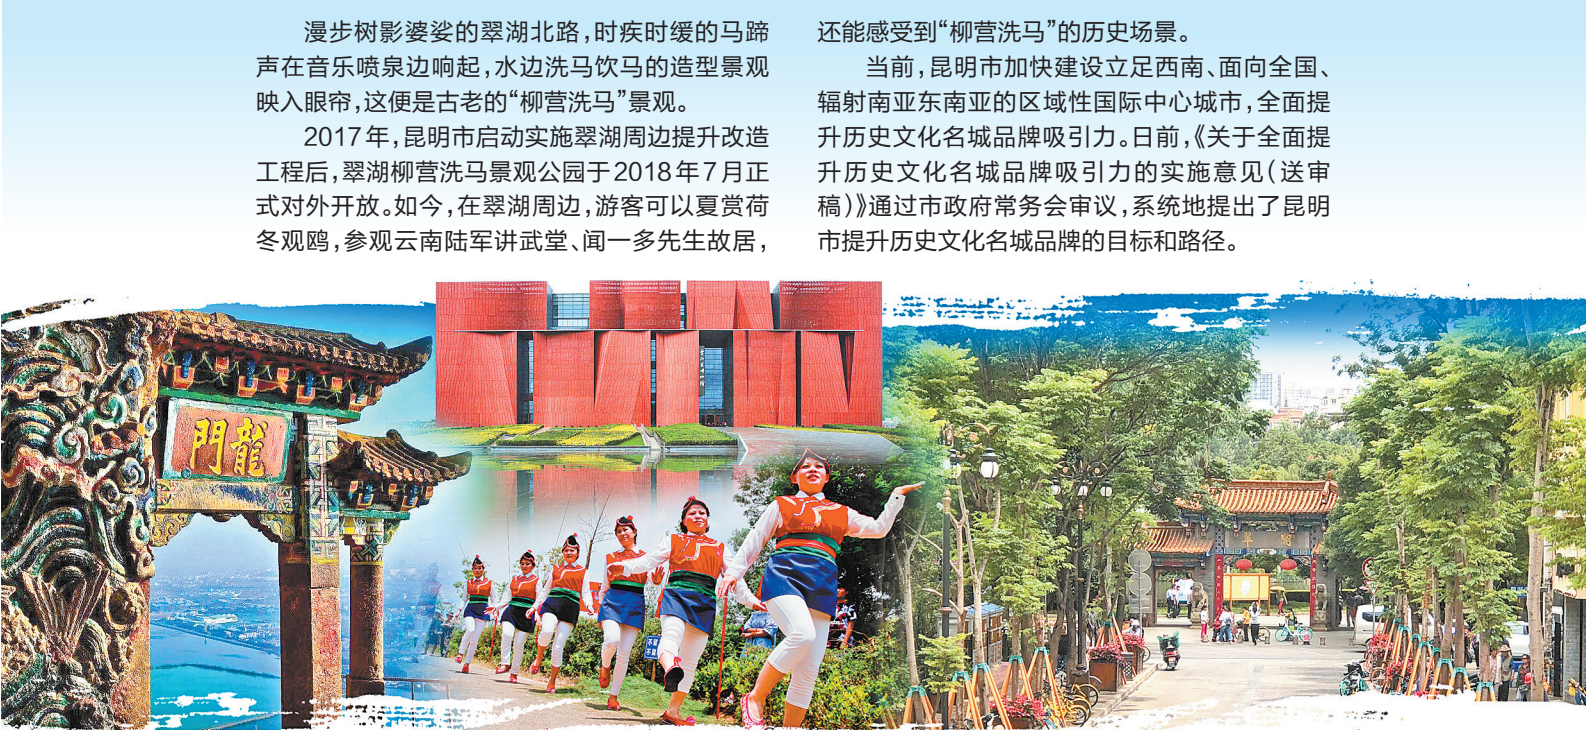 漫步树影婆娑的翠湖北路，时疾时缓的马蹄
声在音乐喷泉边响起，水边洗马饮马的造型景观
映入眼帘，这便是古老的“柳营洗马”景观。
2017年，昆明市启动实施翠湖周边提升改造
工程后，翠湖柳营洗马景观公园于2018年7月正
式对外开放。如今，在翠湖周边，游客可以夏赏荷
冬观鸥，参观云南陆军讲武堂、闻一多先生故居，
还能感受到“柳营洗马”的历史场景。
当前，昆明市加快建设立足西南、面向全国、
辐射南亚东南亚的区域性国际中心城市，全面提
升历史文化名城品牌吸引力。日前，《关于全面提
升历史文化名城品牌吸引力的实施意见（送审
稿）》通过市政府常务会审议，系统地提出了昆明
市提升历史文化名城品牌的目标和路径。
門龍